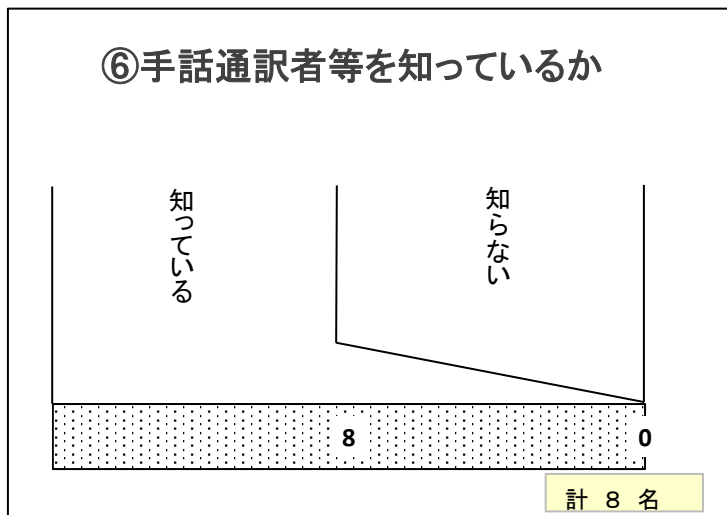 ⑥手話通訳者等を知っているか
知っている
知らない
8
0
計 8 名